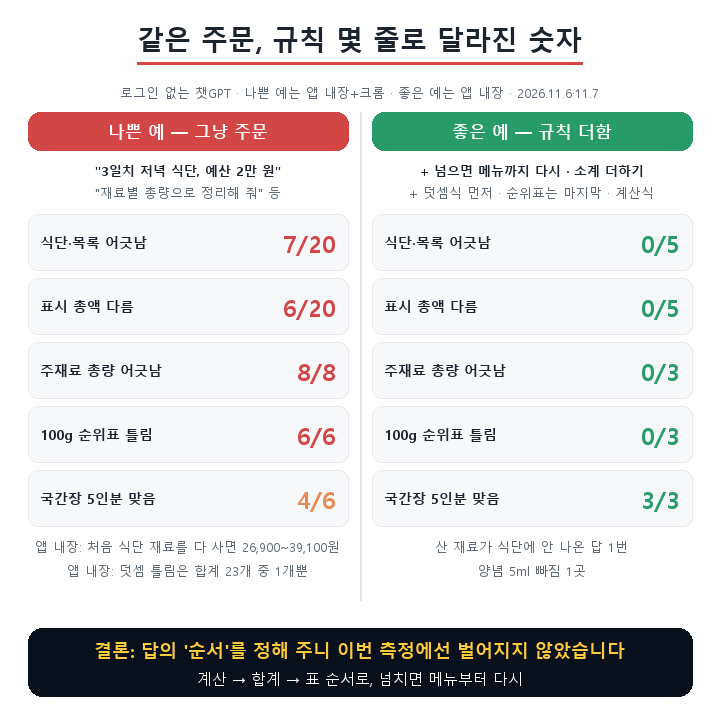 같은 주문, 규칙 몇 줄로 달라진 숫자
로그인 없는 챗GPT · 나쁜 예는 앱 내장+크롬 · 좋은 예는 앱 내장 · 2026.11.6·11.7
나쁜 예 — 그냥 주문
"3일치 저녁 식단, 예산 2만 원"
"재료별 총량으로 정리해 줘" 등
식단·목록 어긋남 7/20
표시 총액 다름 6/20
주재료 총량 어긋남 8/8
100g 순위표 틀림 6/6
국간장 5인분 맞음 4/6
앱 내장: 처음 식단 재료를 다 사면 26,900~39,100원
앱 내장: 덧셈 틀림은 합계 23개 중 1개뿐
좋은 예 — 규칙 더함
+ 넘으면 메뉴까지 다시 · 소계 더하기
+ 덧셈식 먼저 · 순위표는 마지막 · 계산식
식단·목록 어긋남 0/5
표시 총액 다름 0/5
주재료 총량 어긋남 0/3
100g 순위표 틀림 0/3
국간장 5인분 맞음 3/3
산 재료가 식단에 안 나온 답 1번
양념 5ml 빠짐 1곳
결론: 답의 '순서'를 정해 주니 이번 측정에선 벌어지지 않았습니다
계산 → 합계 → 표 순서로, 넘치면 메뉴부터 다시